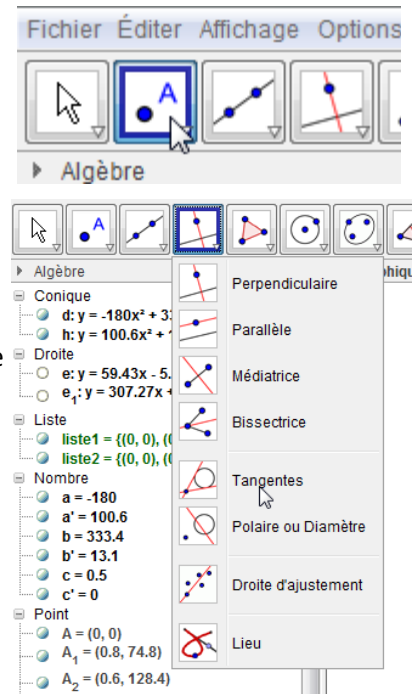 Fichier Éditer Affichage Options
A
Algèbre
Algèbre
Conique
d: y = -180x² + 3
h: y = 100.6x² +
Droite
e: y = 59.43x - 5.
e₁: y = 307.27x +
Liste
liste1 = {(0, 0), (
liste2 = {(0, 0), (
Nombre
a = -180
a' = 100.6
b = 333.4
b' = 13.1
c = 0.5
c' = 0
Point
A = (0, 0)
A₁ = (0.8, 74.8)
A₂ = (0.6, 128.4)
A
Perpendiculaire
Parallèle
Médiatrice
Bissectrice
Tangentes
Polaire ou Diamètre
Droite d'ajustement
Lieu
phiqu
e